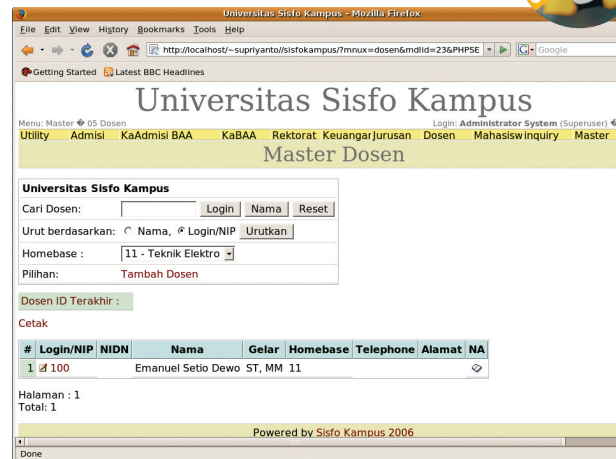 Universitas Sisfo Kampus - Mozilla Firefox
File Edit View History Bookmarks Tools Help
http://localhost/~supriyanto//sisfokampus/?mnux=dosen&mdlid=23&PHPSE
G Google
Getting Started Latest BBC Headlines
Universitas Sisfo Kampus
Menu: Master � 05 Dosen Login: Administrator System (Superuser) �
Utility Admisi KaAdmisi BAA KaBAA Rektorat Keuangar Jurusan Dosen Mahasisw inquiry Master
Master Dosen
Universitas Sisfo Kampus
Cari Dosen: Login Nama Reset
Urut berdasarkan: Nama, Login/NIP Urutkan
Homebase : 11 - Teknik Elektro
Pilihan: Tambah Dosen
Dosen ID Terakhir :
Cetak
# Login/NIP NIDN Nama Gelar Homebase Telephone Alamat NA
1 100 Emanuel Setio Dewo ST, MM 11
Halaman : 1
Total: 1
Powered by Sisfo Kampus 2006
Done